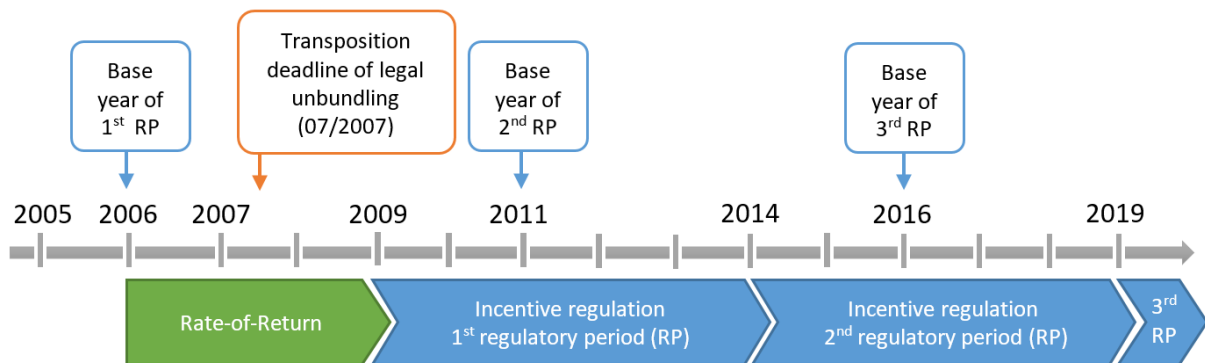 Base
year of
1st RP
Transposition
deadline of legal
unbundling
(07/2007)
Base
year of
2nd RP
Base
year of
3rd RP
2005 2006 2007 2009 2011 2014 2016 2019
Rate-of-Return
Incentive regulation
1st regulatory period (RP)
Incentive regulation
2nd regulatory period (RP)
3rd
RP